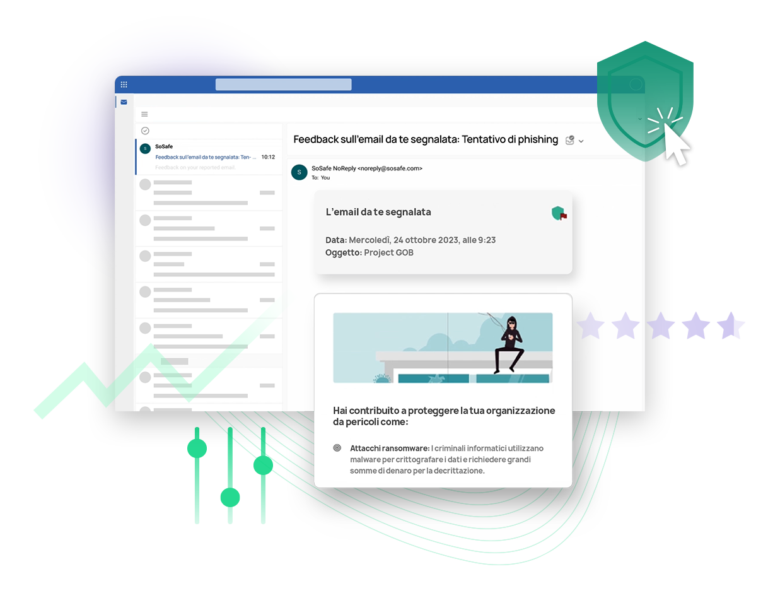 SoSafe
Feedback sull'email da te segnalata: Ten- ... 10:12
Feedback on your reported email
Feedback sull'email da te segnalata: Tentativo di phishing
S
SoSafe NoReply <noreply@sosafe.com>
To: You
L'email da te segnalata
Data: Mercoledì, 24 ottobre 2023, alle 9:23
Oggetto: Project GOB
Hai contribuito a proteggere la tua organizzazione
da pericoli come:
Attacchi ransomware: I criminali informatici utilizzano
malware per crittografare i dati e richiedere grandi
somme di denaro per la decrittazione.